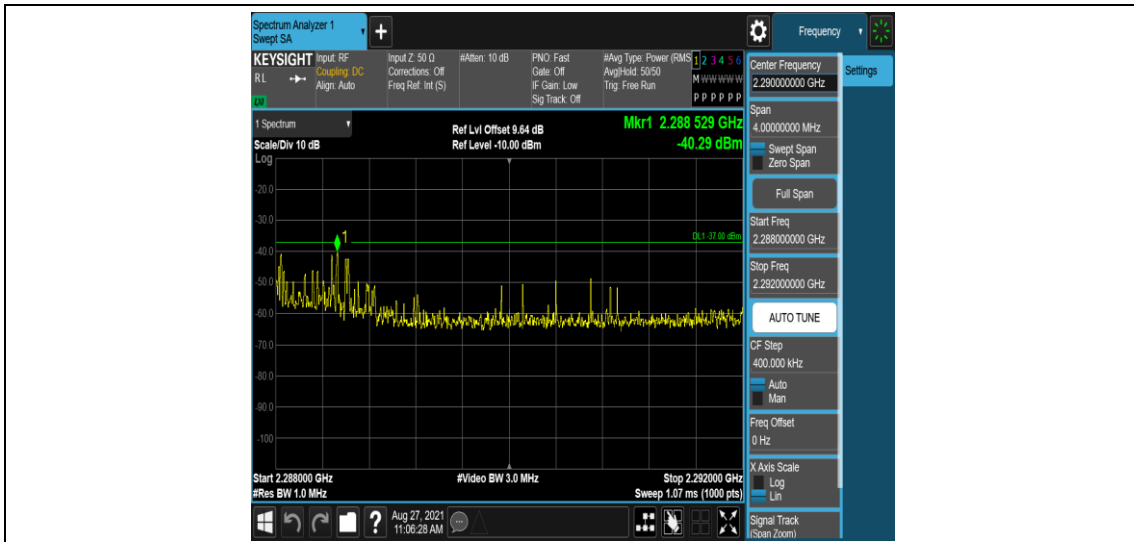 Spectrum Analyzer 1
Swept SA
+
Frequency
KEYSIGHT
RL
LXI
Input: RF
Coupling: DC
Align: Auto
Input Z: 50 Ω
Corrections: Off
Freq Ref: Int (S)
#Atten: 10 dB
PNO: Fast
Gate: Off
IF Gain: Low
Sig Track: Off
#Avg Type: Power (RMS
Avg|Hold: 50/50
Trig: Free Run
1 2 3 4 5 6
M W W W W W
P P P P P P
1 Spectrum
Scale/Div 10 dB
Ref Lvl Offset 9.64 dB
Ref Level -10.00 dBm
Mkr1 2.288 529 GHz
-40.29 dBm
Log
-20.0
-30.0
-40.0
-50.0
-60.0
-70.0
-80.0
-90.0
-100
1
DL1 -37.00 dBm
Start 2.288000 GHz
#Res BW 1.0 MHz
#Video BW 3.0 MHz
Stop 2.292000 GHz
Sweep 1.07 ms (1000 pts)
?
Aug 27, 2021
11:06:28 AM
Center Frequency
2.290000000 GHz
Settings
Span
4.00000000 MHz
Swept Span
Zero Span
Full Span
Start Freq
2.288000000 GHz
Stop Freq
2.292000000 GHz
AUTO TUNE
CF Step
400.000 kHz
Auto
Man
Freq Offset
0 Hz
X Axis Scale
Log
Lin
Signal Track
(Span Zoom)